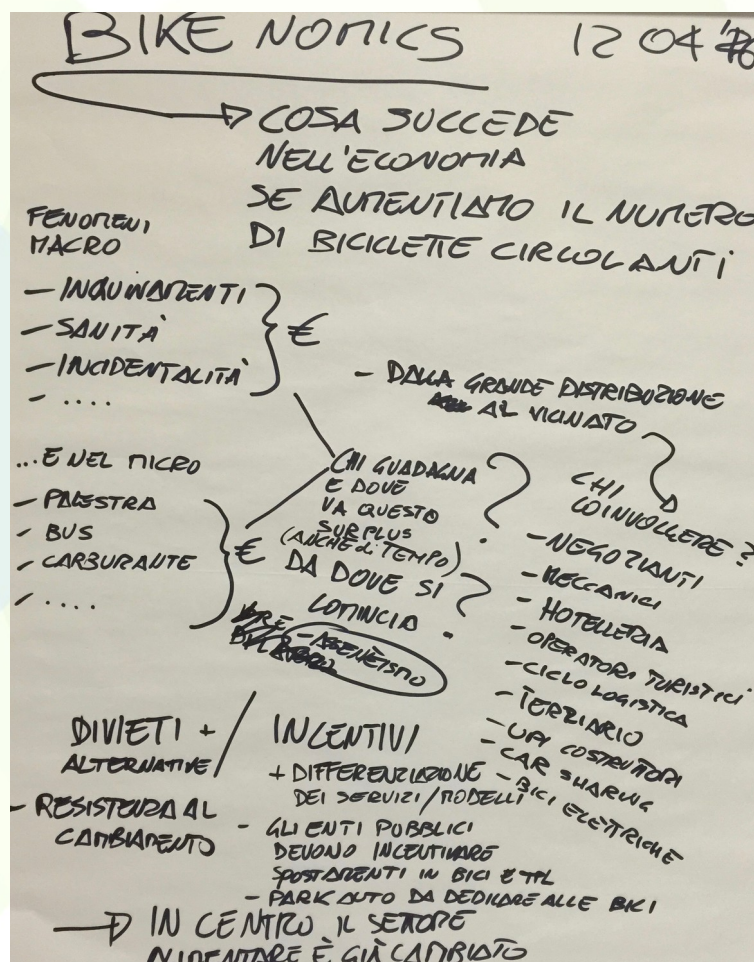 BIKE NOMICS 12 04
COSA SUCCEDE
NELL'ECONOMIA
SE AUMENTIAMO IL NUMERO
DI BICICLETTE CIRCOLANTI
FENOMENI
MACRO
- INQUINAMENTI
- SANITÀ
- INCIDENTALITÀ
- ....
€
- DALLA GRANDE DISTRIBUZIONE
AL VICINATO
...E NEL MICRO
- PALESTRA
- BUS
- CARBURANTE
- ....
€
CHI GUADAGNA
E DOVE
VA QUESTO
SURPLUS
(ANCHE di TEMPO)
?
DA DOVE SI
COMINCIA
?
- ASSENTEISMO
CHI
COINVOLGERE ?
- NEGOZIANTI
- MECCANICI
- HOTELLERIA
- OPERATORI TURISTICI
- CICLO LOGISTICA
- TERZIARIO
- UPI COSTRUTTORI
- CAR SHARING
- BICI ELETTRICHE
DIVIETI +
ALTERNATIVE
- RESISTENZA AL
CAMBIAMENTO
INCENTIVI
+ DIFFERENZIAZIONE
DEI SERVIZI/MODELLI
- GLI ENTI PUBBLICI
DEVONO INCENTIVARE
SPOSTAMENTI IN BICI E TPL
- PARK AUTO DA DEDICARE ALLE BICI
IN CENTRO IL SETTORE
ALIMENTARE È GIÀ CAMBIATO